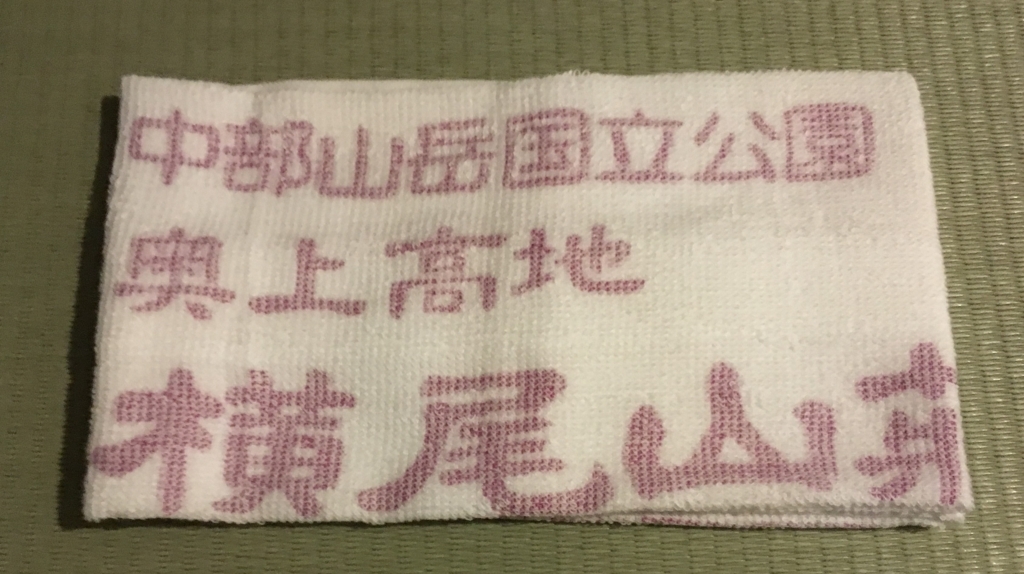 中部山岳国立公園
奥上高地
横尾山